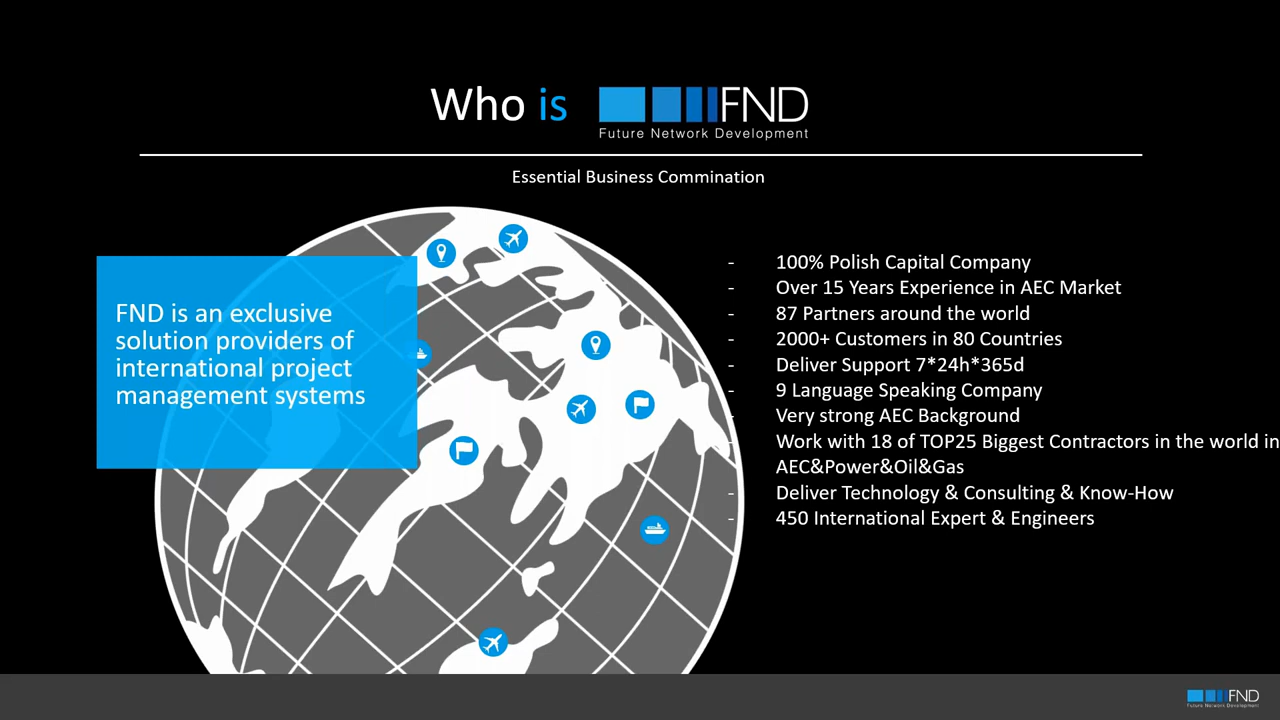 Who is FND
Future Network Development
Essential Business Commination
FND is an exclusive
solution providers of
international project
management systems
- 100% Polish Capital Company
- Over 15 Years Experience in AEC Market
- 87 Partners around the world
- 2000+ Customers in 80 Countries
- Deliver Support 7*24h*365d
- 9 Language Speaking Company
- Very strong AEC Background
- Work with 18 of TOP25 Biggest Contractors in the world in
AEC&Power&Oil&Gas
- Deliver Technology & Consulting & Know-How
- 450 International Expert & Engineers
FND
Future Network Development